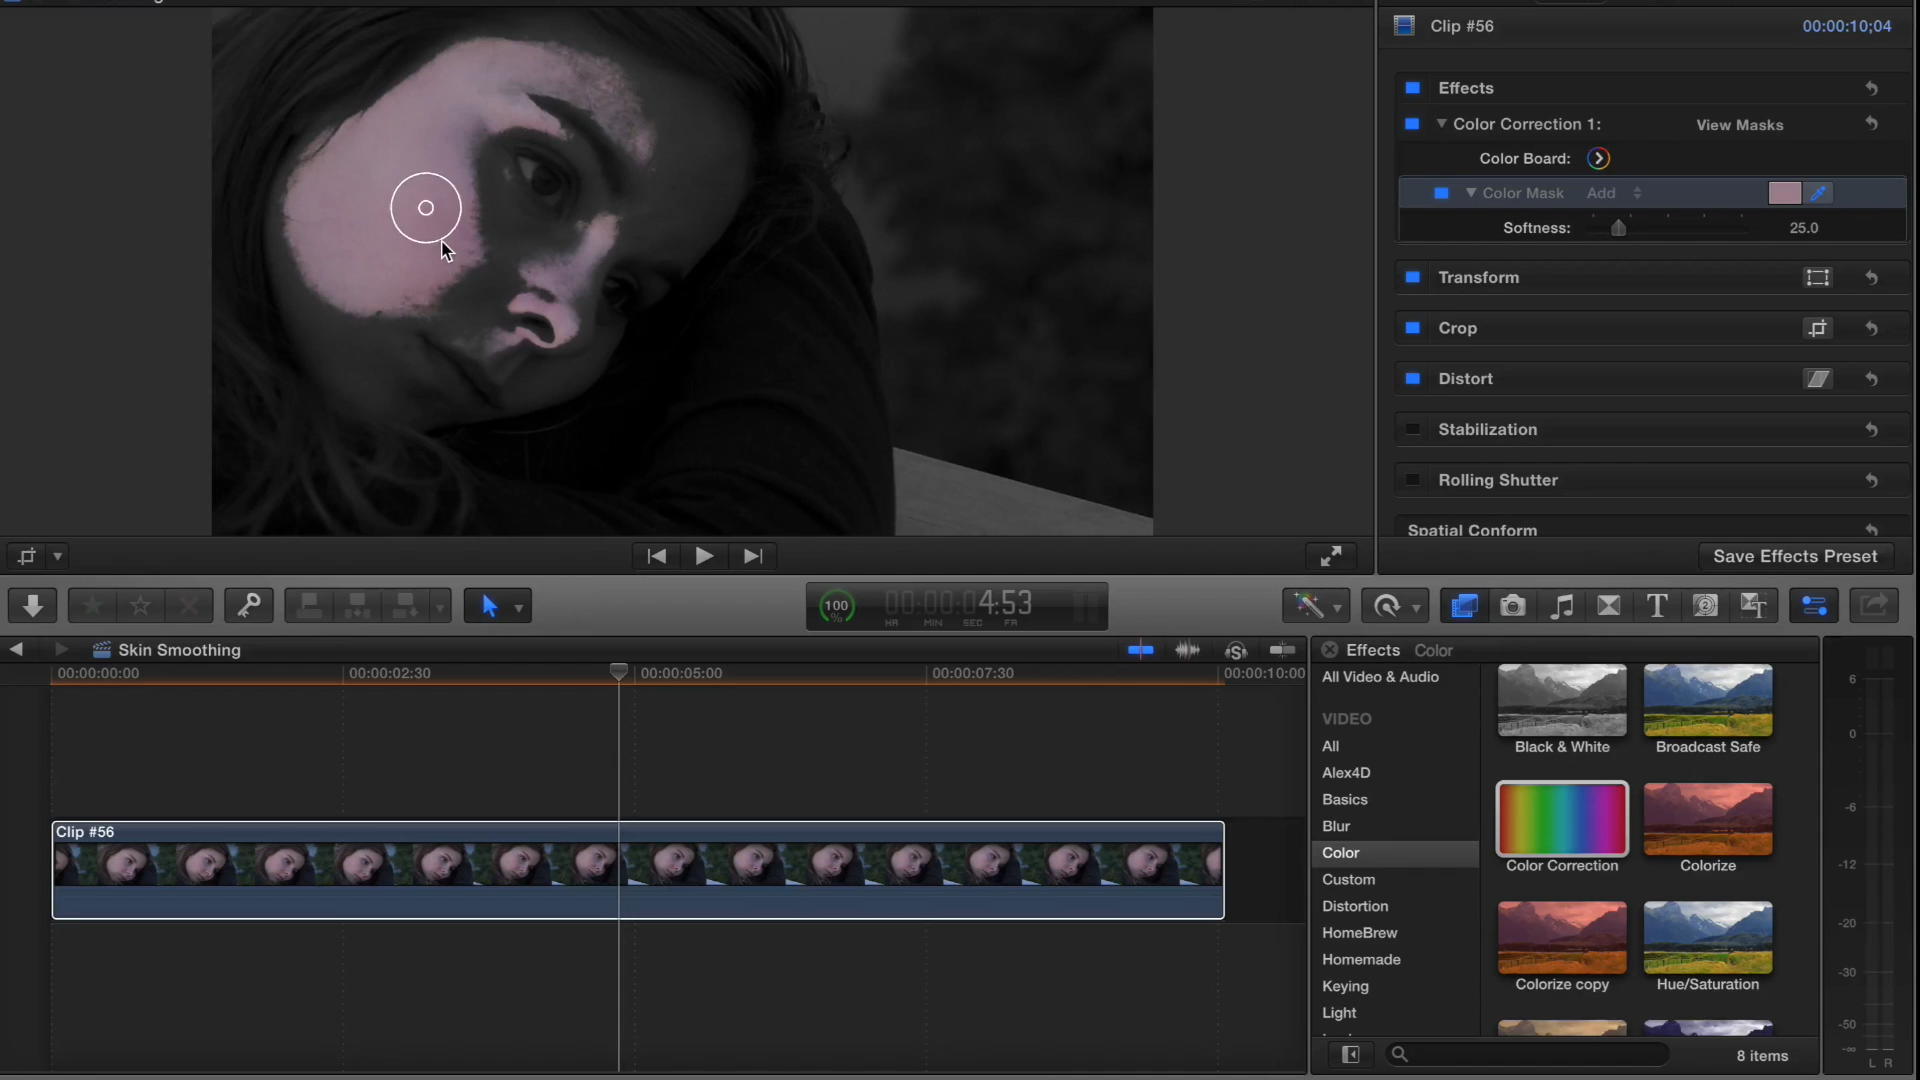 Clip #56 00:00:10;04
Effects
Color Correction 1: View Masks
Color Board:
Color Mask Add
Softness: 25.0
Transform
Crop
Distort
Stabilization
Rolling Shutter
Spatial Conform
Save Effects Preset
100 %
00:00:04:53
HR MIN SEC FR
Skin Smoothing
00:00:00:00 00:00:02:30 00:00:05:00 00:00:07:30 00:00:10:00
Clip #56
Effects Color
All Video & Audio
VIDEO
All
Alex4D
Basics
Blur
Color
Custom
Distortion
HomeBrew
Homemade
Keying
Light
Black & White
Broadcast Safe
Color Correction
Colorize
Colorize copy
Hue/Saturation
8 items
6
0
-6
-12
-20
-30
-50
-∞
L R